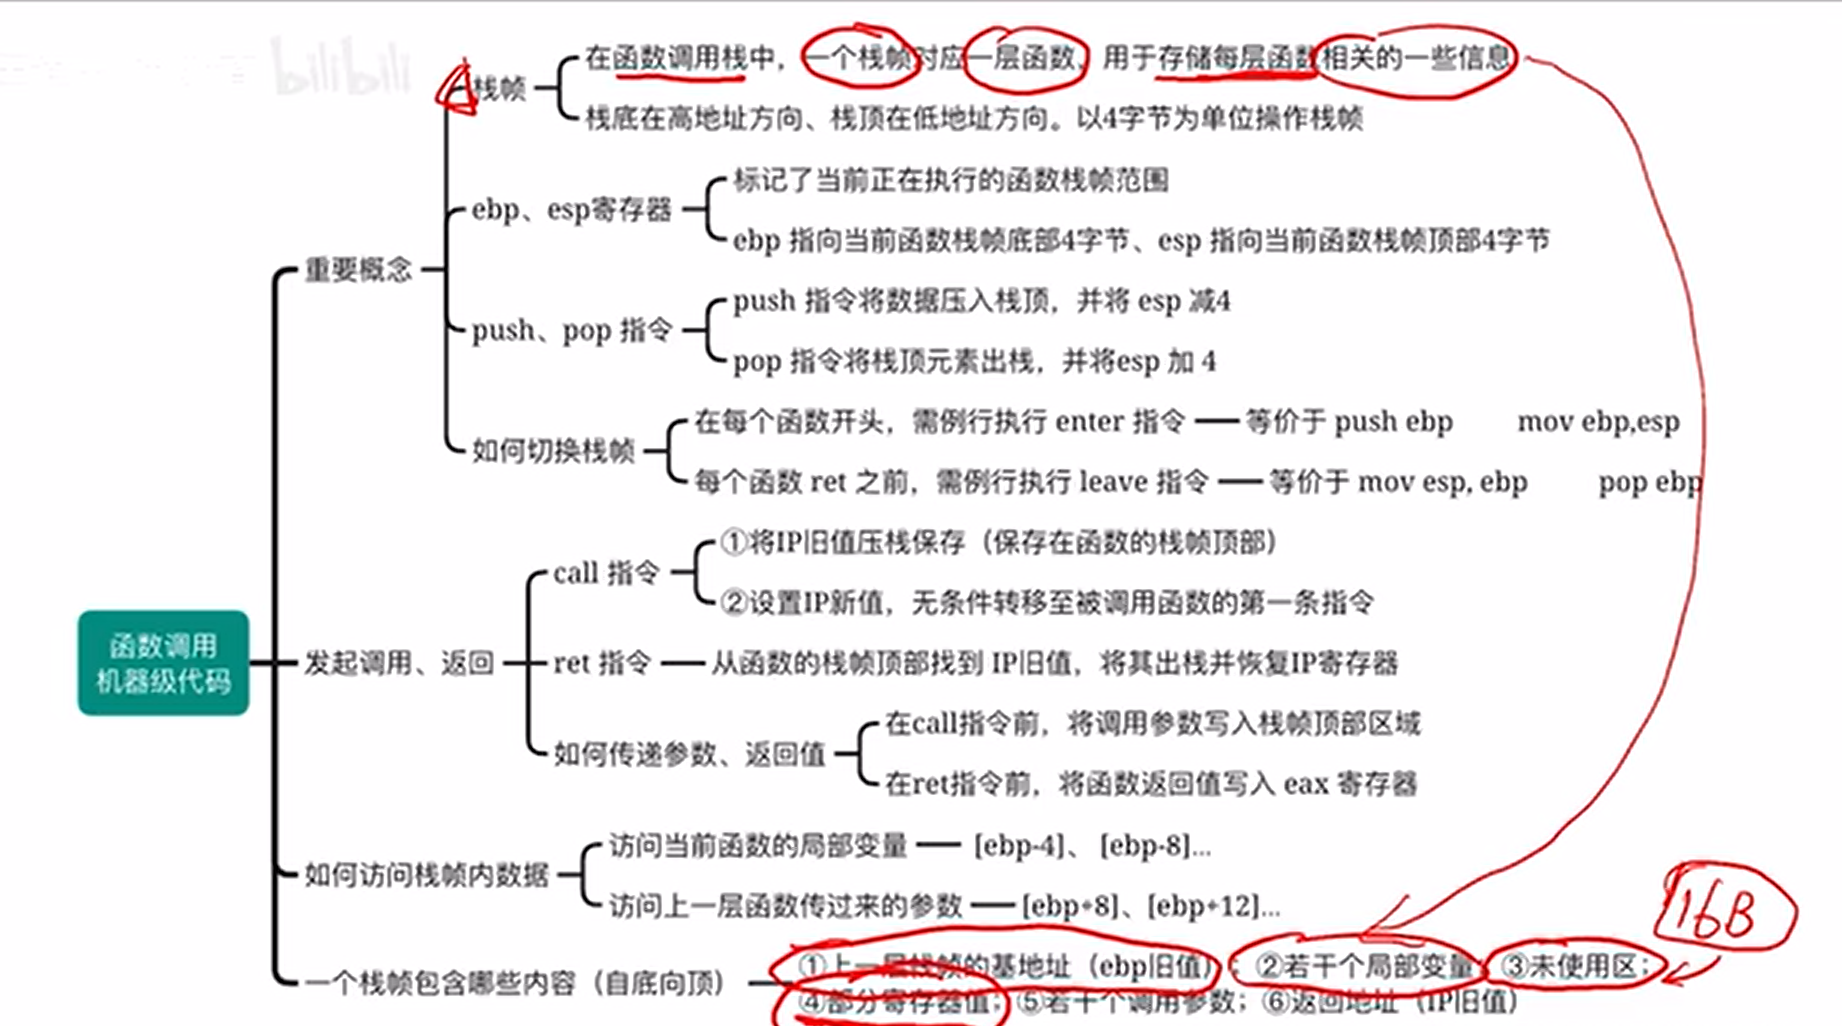 bilibili
在函数调用栈中，一个栈帧对应一层函数，用于存储每层函数相关的一些信息
栈帧
栈底在高地址方向、栈顶在低地址方向。以4字节为单位操作栈帧
标记了当前正在执行的函数栈帧范围
ebp、esp寄存器
ebp 指向当前函数栈帧底部4字节、esp 指向当前函数栈帧顶部4字节
重要概念
push 指令将数据压入栈顶，并将 esp 减4
push、pop 指令
pop 指令将栈顶元素出栈，并将esp 加 4
在每个函数开头，需例行执行 enter 指令 等价于 push ebp mov ebp,esp
如何切换栈帧
每个函数 ret 之前，需例行执行 leave 指令 等价于 mov esp, ebp pop ebp
①将IP旧值压栈保存（保存在函数的栈帧顶部）
call 指令
②设置IP新值，无条件转移至被调用函数的第一条指令
函数调用
机器级代码
发起调用、返回
ret 指令 从函数的栈帧顶部找到 IP旧值，将其出栈并恢复IP寄存器
在call指令前，将调用参数写入栈帧顶部区域
如何传递参数、返回值
在ret指令前，将函数返回值写入 eax 寄存器
访问当前函数的局部变量 [ebp-4]、 [ebp-8]...
如何访问栈帧内数据
访问上一层函数传过来的参数 [ebp+8]、[ebp+12]...
16B
①上一层栈帧的基地址（ebp旧值）；②若干个局部变量；③未使用区；
一个栈帧包含哪些内容（自底向顶）
④部分寄存器值；⑤若干个调用参数；⑥返回地址（IP旧值）